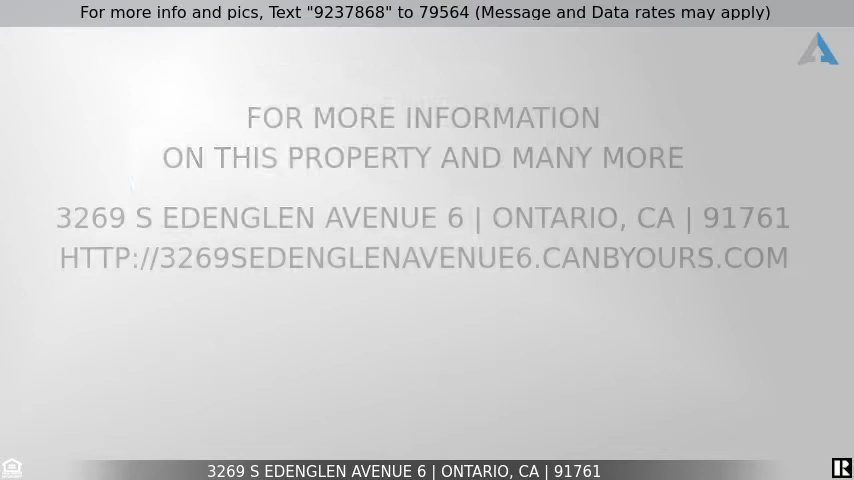 For more info and pics, Text "9237868" to 79564 (Message and Data rates may apply)
FOR MORE INFORMATION
ON THIS PROPERTY AND MANY MORE
3269 S EDENGLEN AVENUE 6 | ONTARIO, CA | 91761
HTTP://3269SEDENGLENAVENUE6.CANBYOURS.COM
3269 S EDENGLEN AVENUE 6 | ONTARIO, CA | 91761